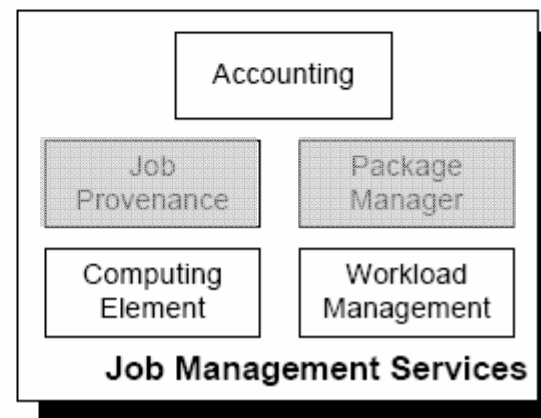 Accounting
Job
Provenance
Package
Manager
Computing
Element
Workload
Management
Job Management Services